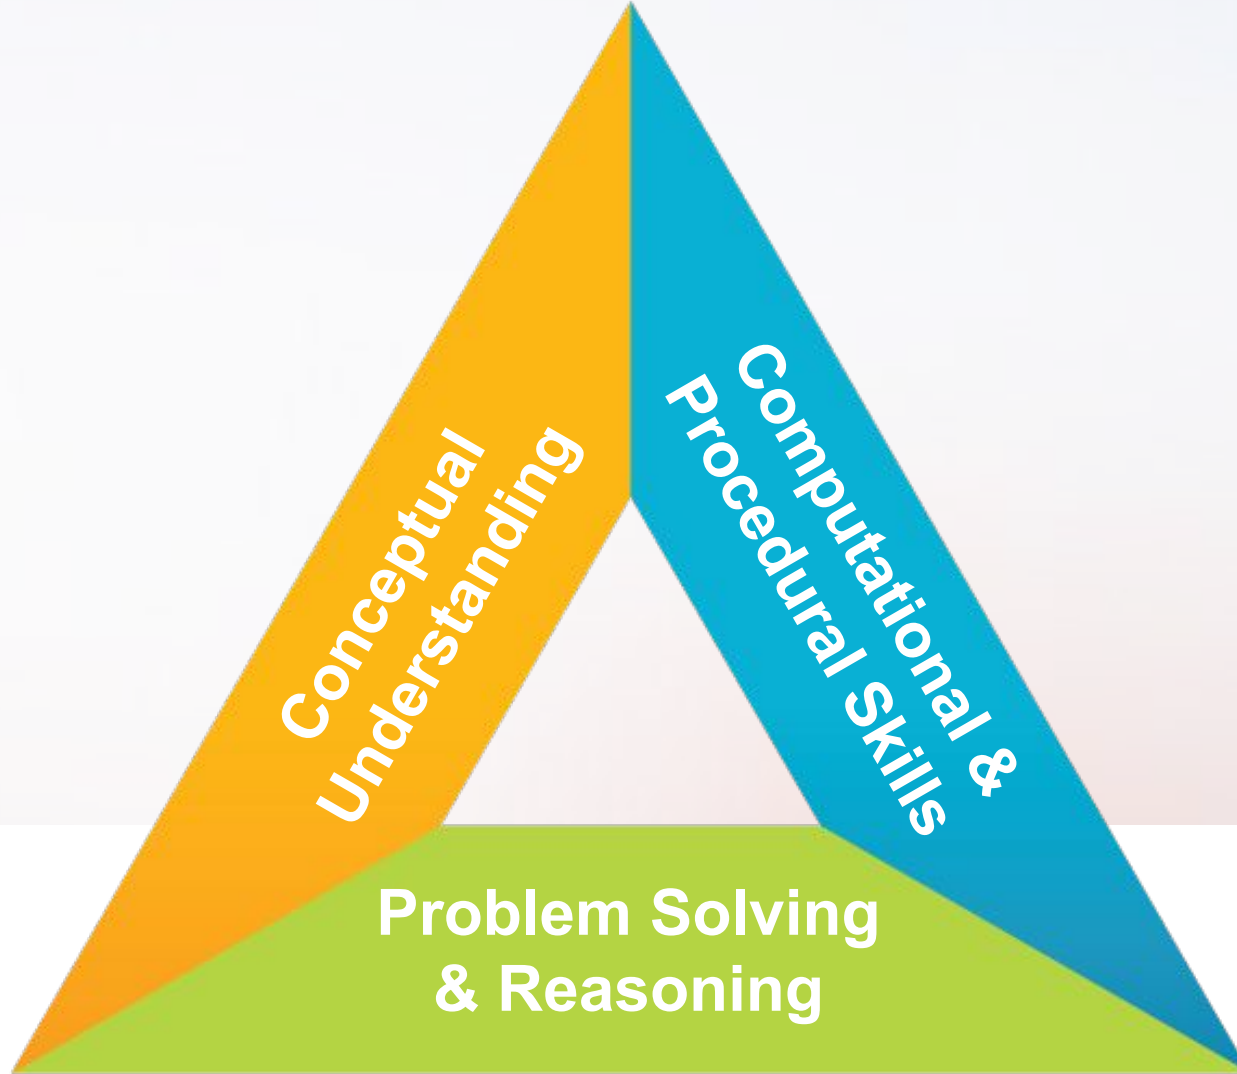 Conceptual
Understanding
Computational &
Procedural Skills
Problem Solving
& Reasoning